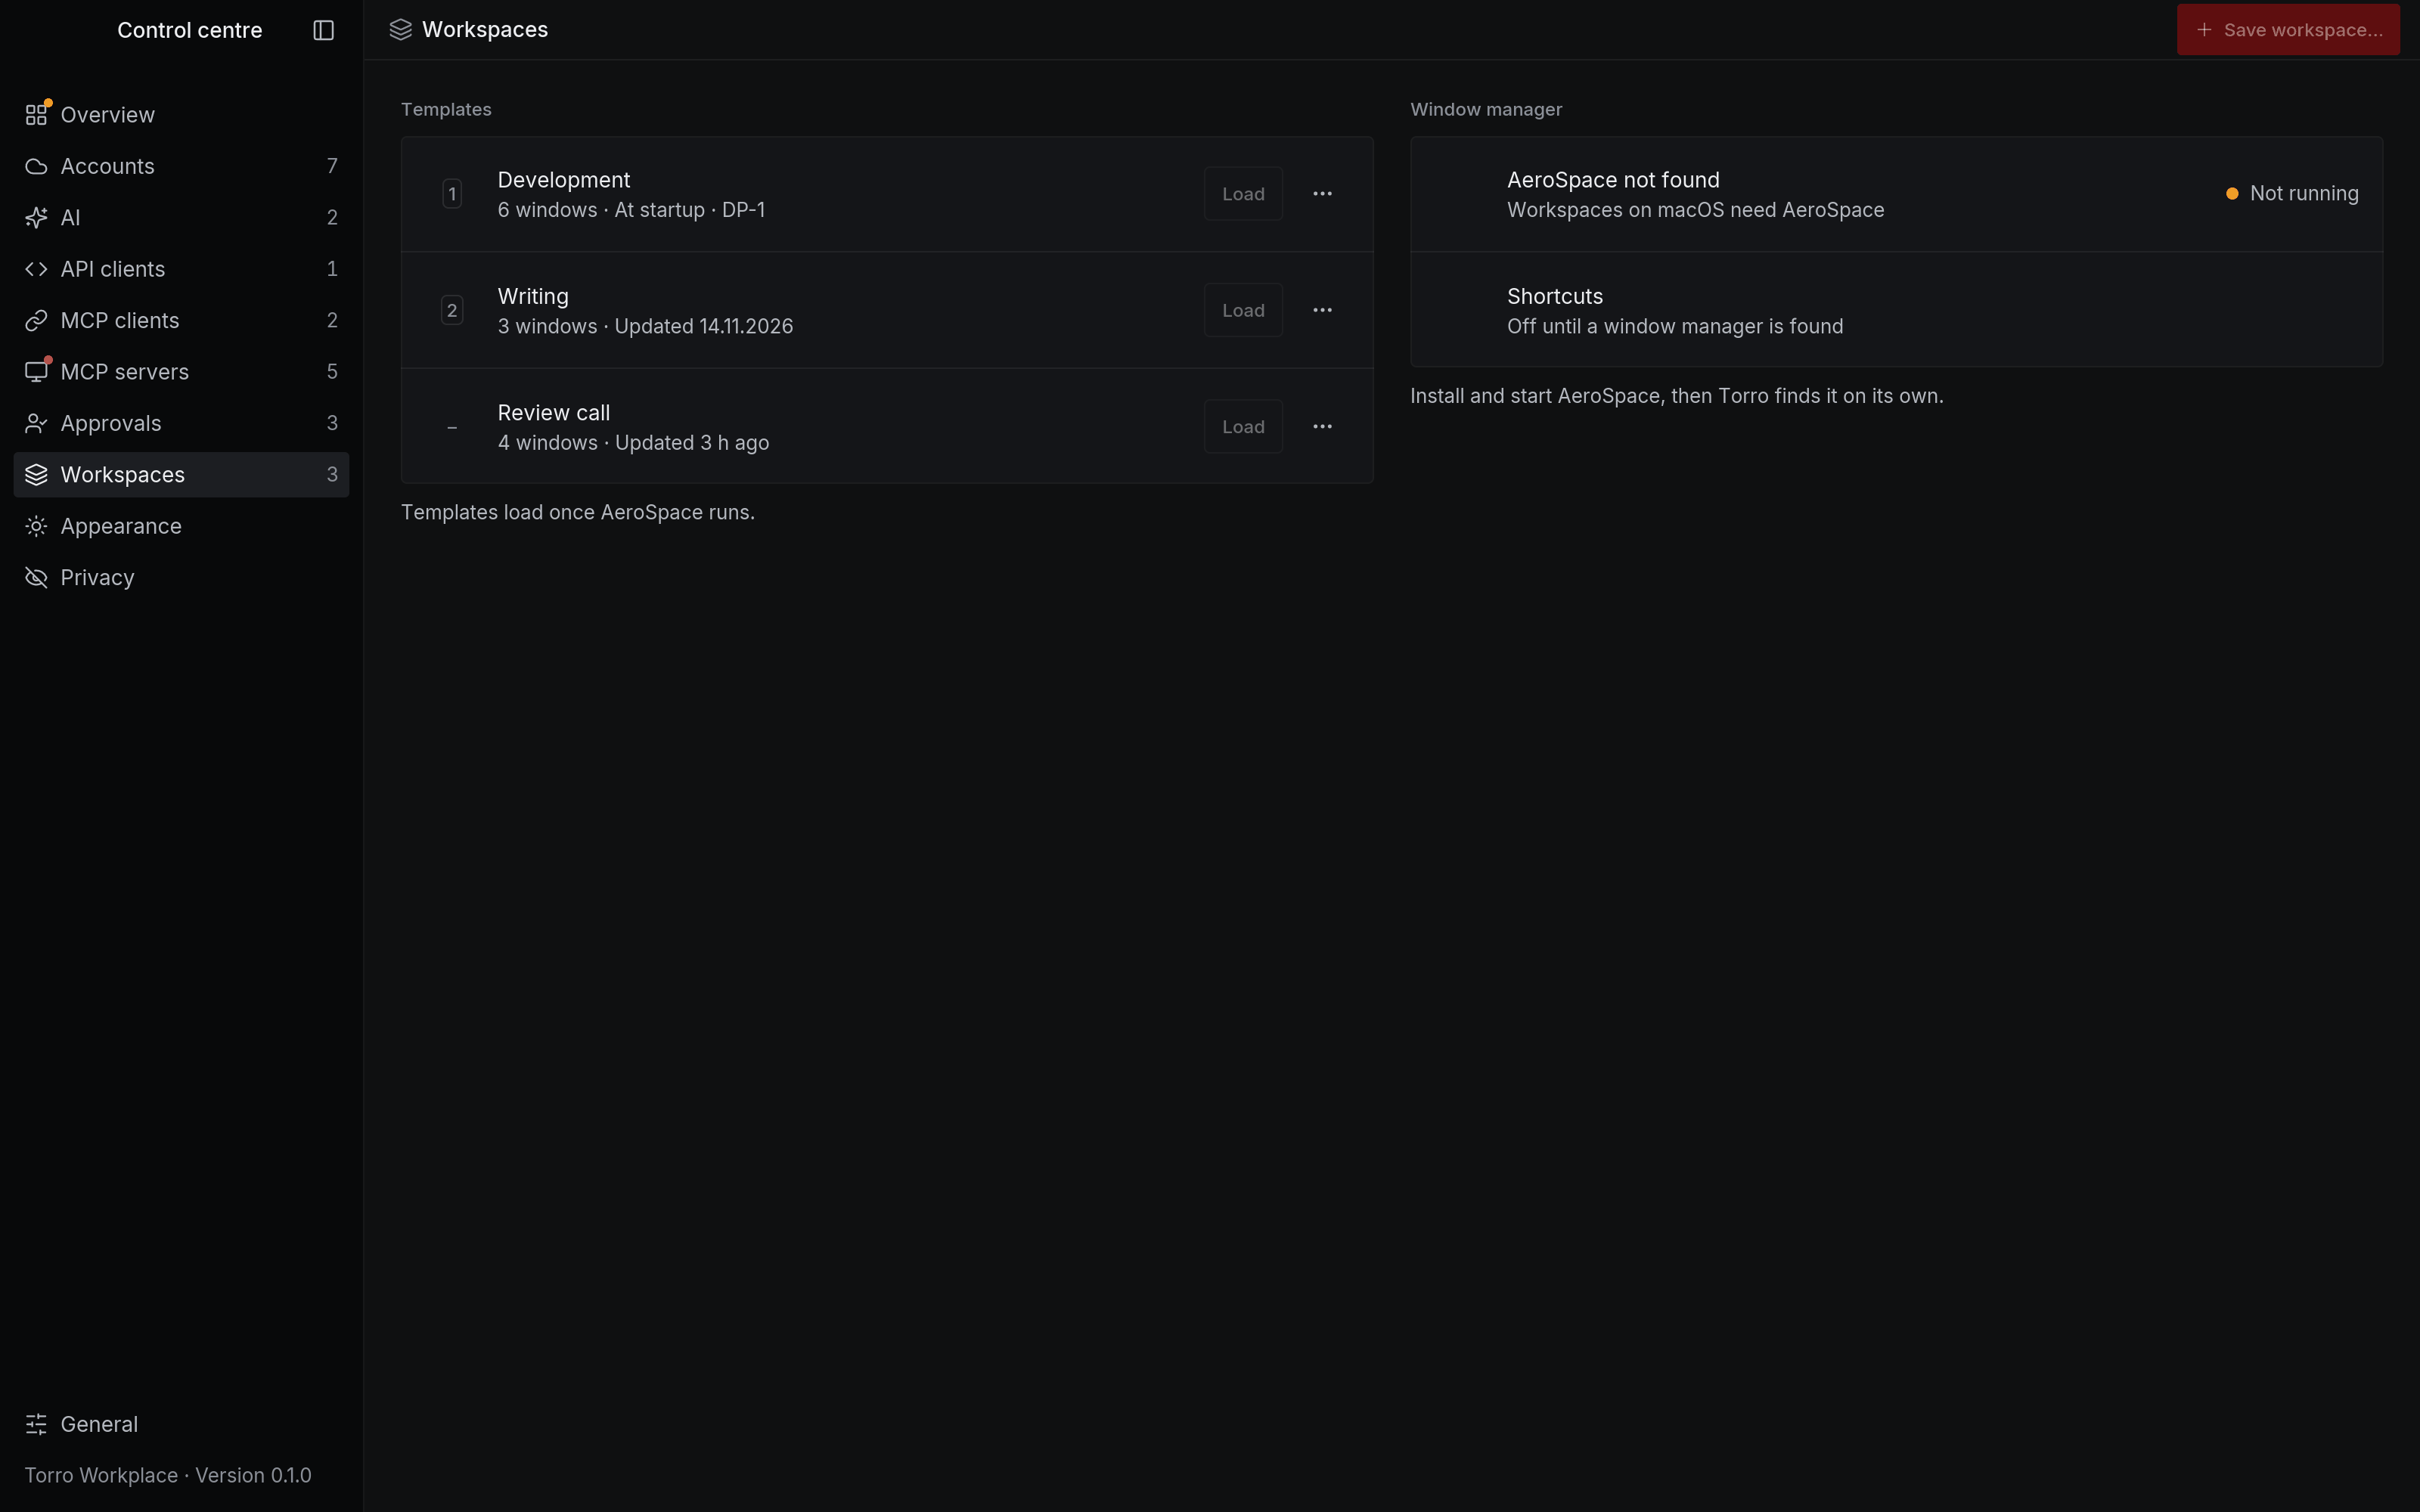 Control centre
Overview
Accounts 7
AI 2
API clients 1
MCP clients 2
MCP servers 5
Approvals 3
Workspaces 3
Appearance
Privacy
General
Torro Workplace · Version 0.1.0
Workspaces
Save workspace...
Templates
1
Development
6 windows · At startup · DP-1
Load
2
Writing
3 windows · Updated 14.11.2026
Load
–
Review call
4 windows · Updated 3 h ago
Load
Templates load once AeroSpace runs.
Window manager
AeroSpace not found
Workspaces on macOS need AeroSpace
Not running
Shortcuts
Off until a window manager is found
Install and start AeroSpace, then Torro finds it on its own.